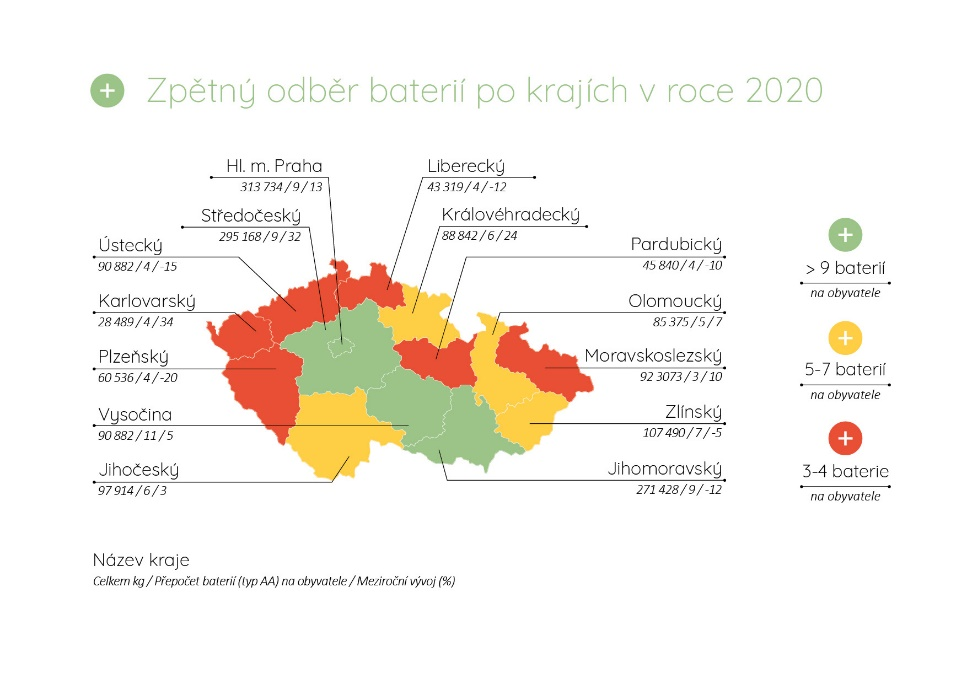 Zpětný odběr baterií po krajích v roce 2020
Hl. m. Praha
313 734 / 9 / 13
Liberecký
43 319 / 4 / -12
Středočeský
295 168 / 9 / 32
Královéhradecký
88 842 / 6 / 24
Ústecký
90 882 / 4 / -15
Pardubický
45 840 / 4 / -10
Karlovarský
28 489 / 4 / 34
Olomoucký
85 375 / 5 / 7
Plzeňský
60 536 / 4 / -20
Moravskoslezský
92 3073 / 3 / 10
Vysočina
90 882 / 11 / 5
Zlínský
107 490 / 7 / -5
Jihočeský
97 914 / 6 / 3
Jihomoravský
271 428 / 9 / -12
> 9 baterií
na obyvatele
5-7 baterií
na obyvatele
3-4 baterie
na obyvatele
Název kraje
Celkem kg / Přepočet baterií (typ AA) na obyvatele / Meziroční vývoj (%)